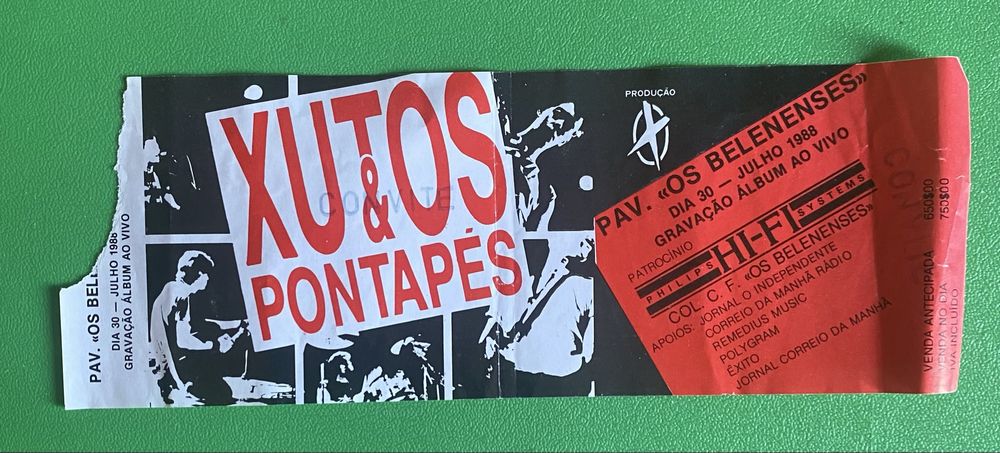 PAV. «OS BEL
DIA 30 — JULHO 1988
GRAVAÇÃO ÁLBUM AO VIVO
XUTOS
&
PONTAPÉS
CONVITE
PRODUÇÃO
X
PAV. «OS BELENENSES»
DIA 30 — JULHO 1988
GRAVAÇÃO ÁLBUM AO VIVO
PATROCÍNIO
PHILIPS HI-FI SYSTEMS
COL. C. F. «OS BELENENSES»
APOIOS: JORNAL O INDEPENDENTE
CORREIO DA MANHÃ RÁDIO
REMEDIUS MUSIC
POLYGRAM
ÊXITO
JORNAL CORREIO DA MANHÃ
VENDA ANTECIPADA 650$00
VENDA NO DIA 750$00
IVA INCLUÍDO